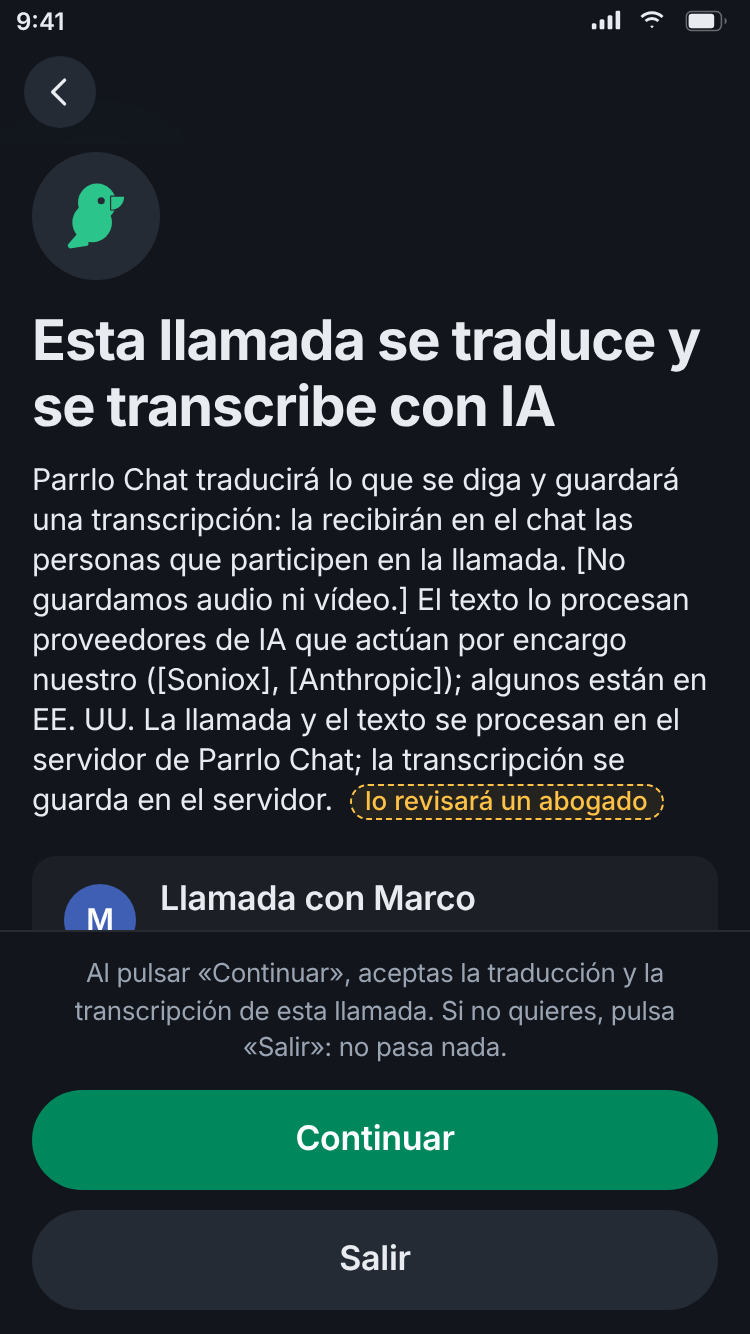 9:41
Esta llamada se traduce y
se transcribe con IA
Parrlo Chat traducirá lo que se diga y guardará
una transcripción: la recibirán en el chat las
personas que participen en la llamada. [No
guardamos audio ni vídeo.] El texto lo procesan
proveedores de IA que actúan por encargo
nuestro ([Soniox], [Anthropic]); algunos están en
EE. UU. La llamada y el texto se procesan en el
servidor de Parrlo Chat; la transcripción se
guarda en el servidor. lo revisará un abogado
Llamada con Marco
M
Al pulsar «Continuar», aceptas la traducción y la
transcripción de esta llamada. Si no quieres, pulsa
«Salir»: no pasa nada.
Continuar
Salir